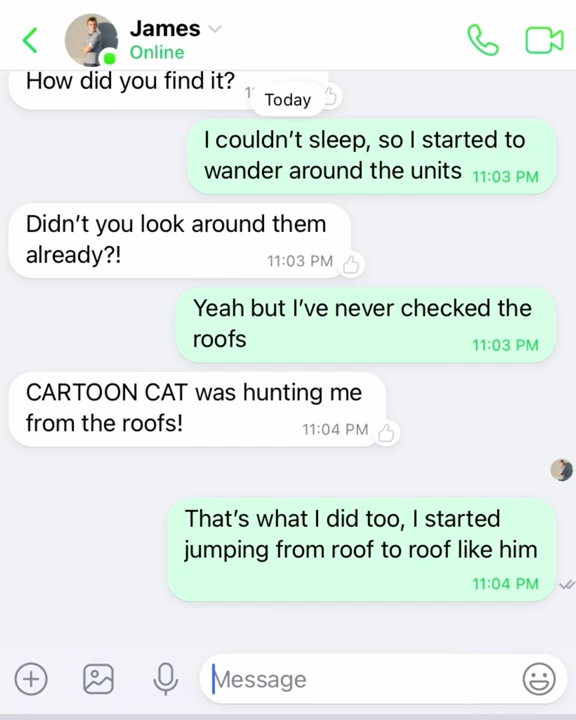 James
Online
How did you find it?
Today
I couldn't sleep, so I started to
wander around the units 11:03 PM
Didn't you look around them
already?! 11:03 PM
Yeah but I've never checked the
roofs 11:03 PM
CARTOON CAT was hunting me
from the roofs! 11:04 PM
That's what I did too, I started
jumping from roof to roof like him
11:04 PM
Message